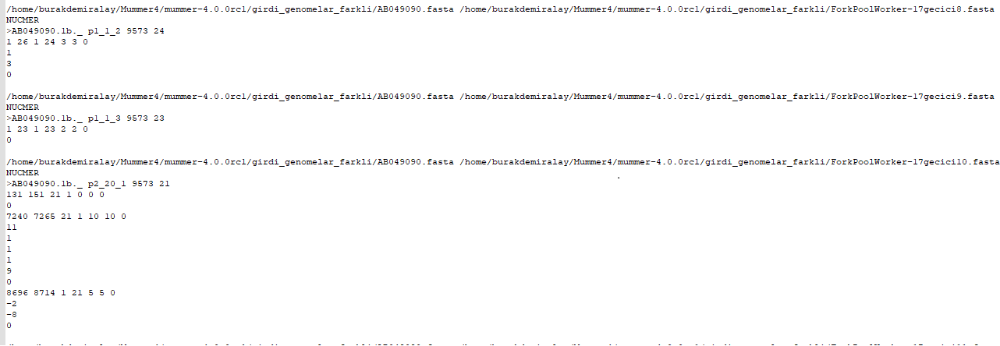 /home/burakdemiralay/Mummer4/mummer-4.0.0rc1/girdi_genomelar_farkli/AB049090.fasta /home/burakdemiralay/Mummer4/mummer-4.0.0rc1/girdi_genomelar_farkli/ForkPoolWorker-17gecici8.fasta
NUCMER
>AB049090.1b._ p1_1_2 9573 24
1 26 1 24 3 3 0
1
3
0
/home/burakdemiralay/Mummer4/mummer-4.0.0rc1/girdi_genomelar_farkli/AB049090.fasta /home/burakdemiralay/Mummer4/mummer-4.0.0rc1/girdi_genomelar_farkli/ForkPoolWorker-17gecici9.fasta
NUCMER
>AB049090.1b._ p1_1_3 9573 23
1 23 1 23 2 2 0
0
/home/burakdemiralay/Mummer4/mummer-4.0.0rc1/girdi_genomelar_farkli/AB049090.fasta /home/burakdemiralay/Mummer4/mummer-4.0.0rc1/girdi_genomelar_farkli/ForkPoolWorker-17gecici10.fasta
NUCMER
>AB049090.1b._ p2_20_1 9573 21
131 151 21 1 0 0 0
0
7240 7265 21 1 10 10 0
11
1
1
1
9
0
8696 8714 1 21 5 5 0
-2
-8
0